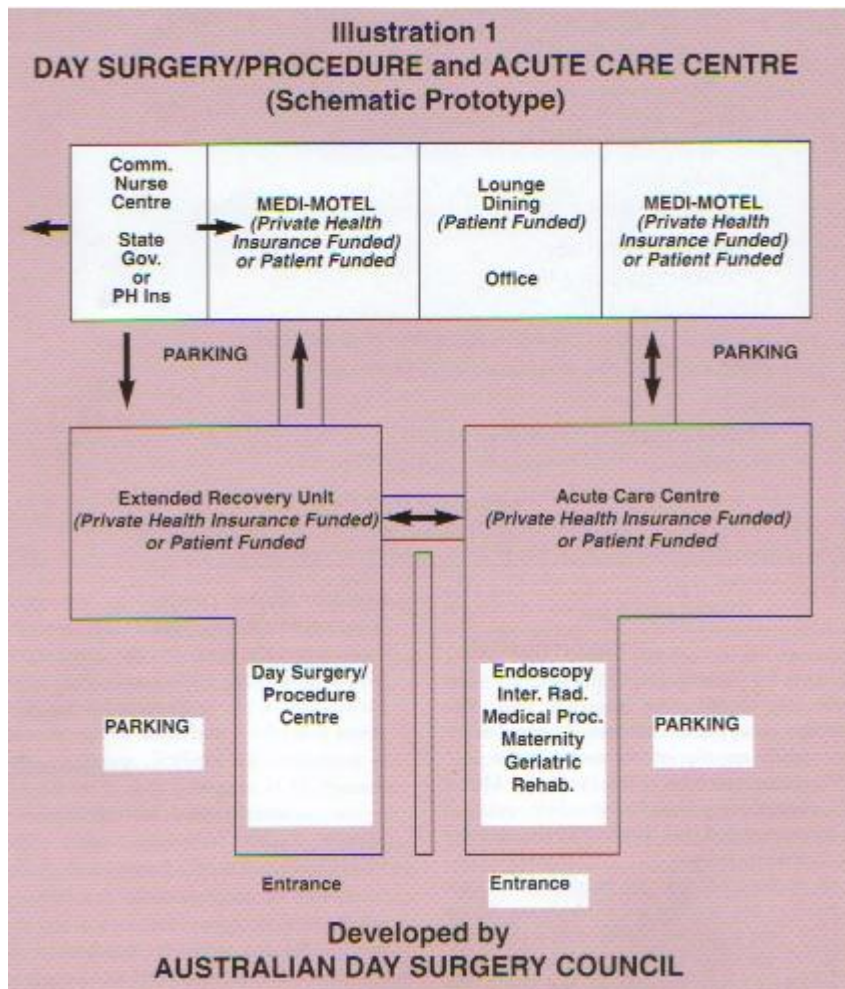 Illustration 1
DAY SURGERY/PROCEDURE and ACUTE CARE CENTRE
(Schematic Prototype)
Comm.
Nurse
Centre
State
Gov.
or
PH Ins
MEDI-MOTEL
(Private Health
Insurance Funded)
or Patient Funded
Lounge
Dining
(Patient Funded)
Office
MEDI-MOTEL
(Private Health
Insurance Funded)
or Patient Funded
PARKING
PARKING
Extended Recovery Unit
(Private Health Insurance Funded)
or Patient Funded
Acute Care Centre
(Private Health Insurance Funded)
or Patient Funded
Day Surgery/
Procedure
Centre
Endoscopy
Inter. Rad.
Medical Proc.
Maternity
Geriatric
Rehab.
PARKING
PARKING
Entrance
Entrance
Developed by
AUSTRALIAN DAY SURGERY COUNCIL